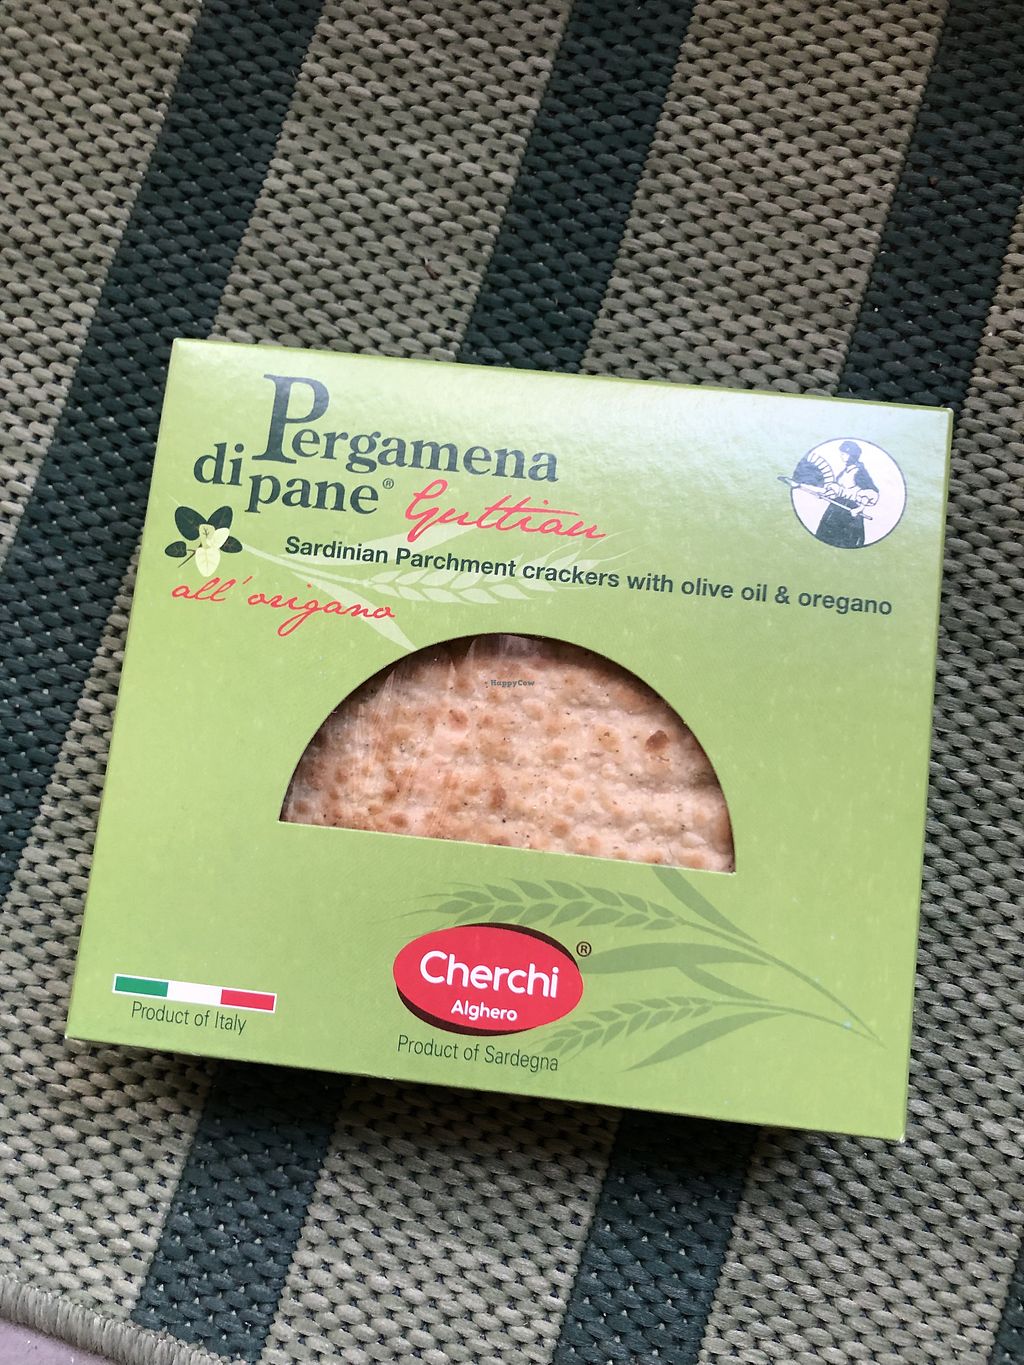 Pergamena
di pane® Guttiau
Sardinian Parchment crackers with olive oil & oregano
all'origano
HappyCow
Cherchi®
Alghero
Product of Italy
Product of Sardegna